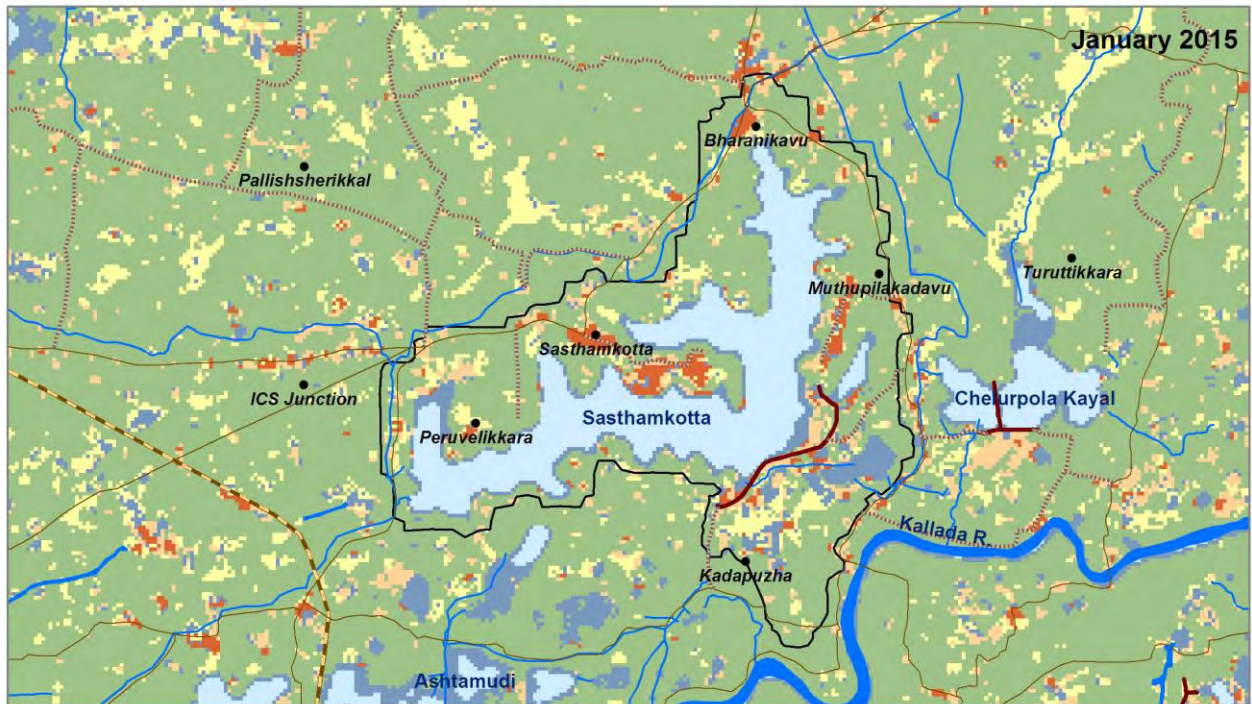 January 2015
Bharanikavu
Pallishsherikkal
Turuttikkara
Muthupilakadavu
Sasthamkotta
ICS Junction
Chelurpola Kayal
Sasthamkotta
Peruvelikkara
Kallada R.
Kadapuzha
Ashtamudi